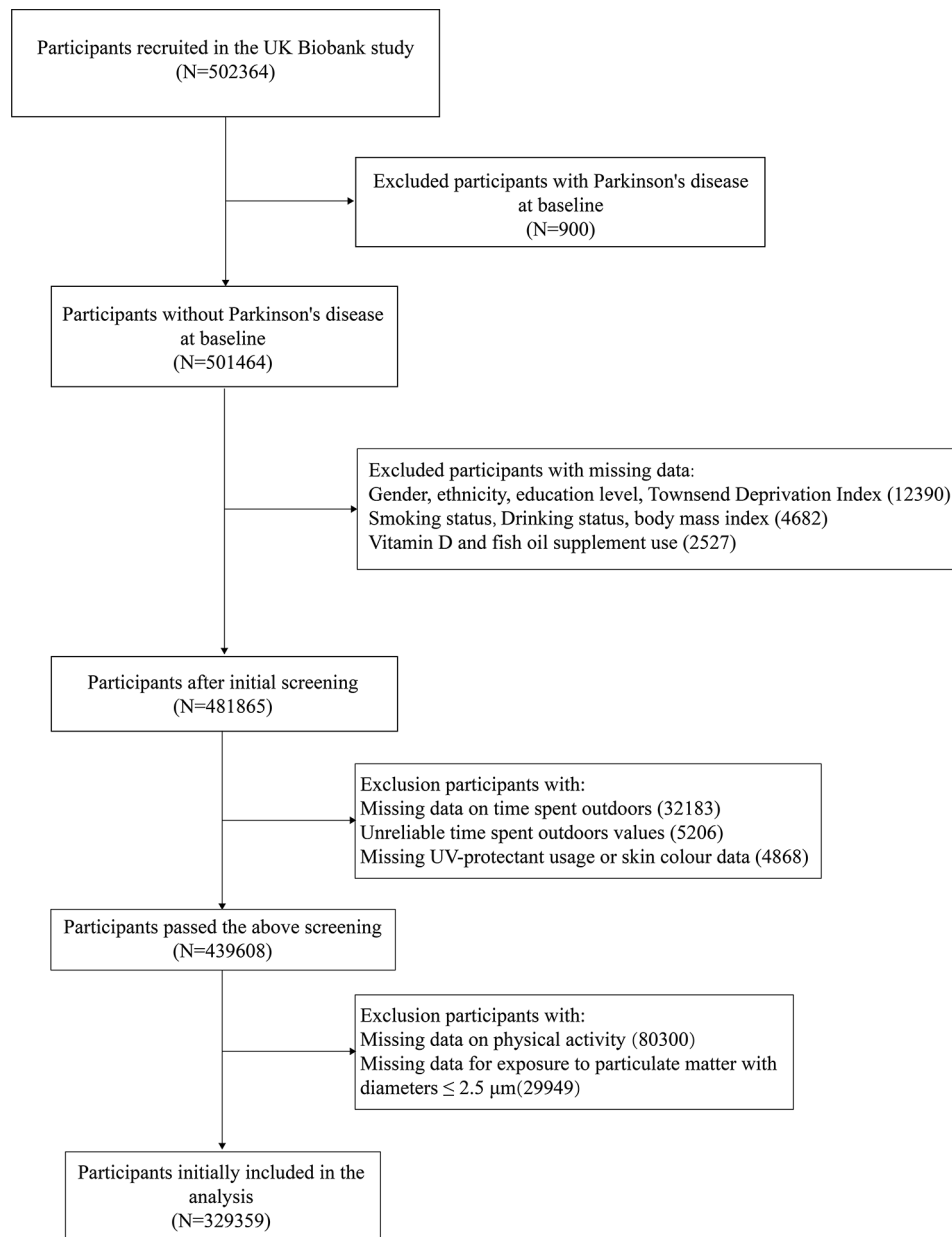 Participants recruited in the UK Biobank study
(N=502364)
Excluded participants with Parkinson's disease
at baseline
(N=900)
Participants without Parkinson's disease
at baseline
(N=501464)
Excluded participants with missing data:
Gender, ethnicity, education level, Townsend Deprivation Index (12390)
Smoking status, Drinking status, body mass index (4682)
Vitamin D and fish oil supplement use (2527)
Participants after initial screening
(N=481865)
Exclusion participants with:
Missing data on time spent outdoors (32183)
Unreliable time spent outdoors values (5206)
Missing UV-protectant usage or skin colour data (4868)
Participants passed the above screening
(N=439608)
Exclusion participants with:
Missing data on physical activity (80300)
Missing data for exposure to particulate matter with
diameters ≤ 2.5 μm(29949)
Participants initially included in the
analysis
(N=329359)